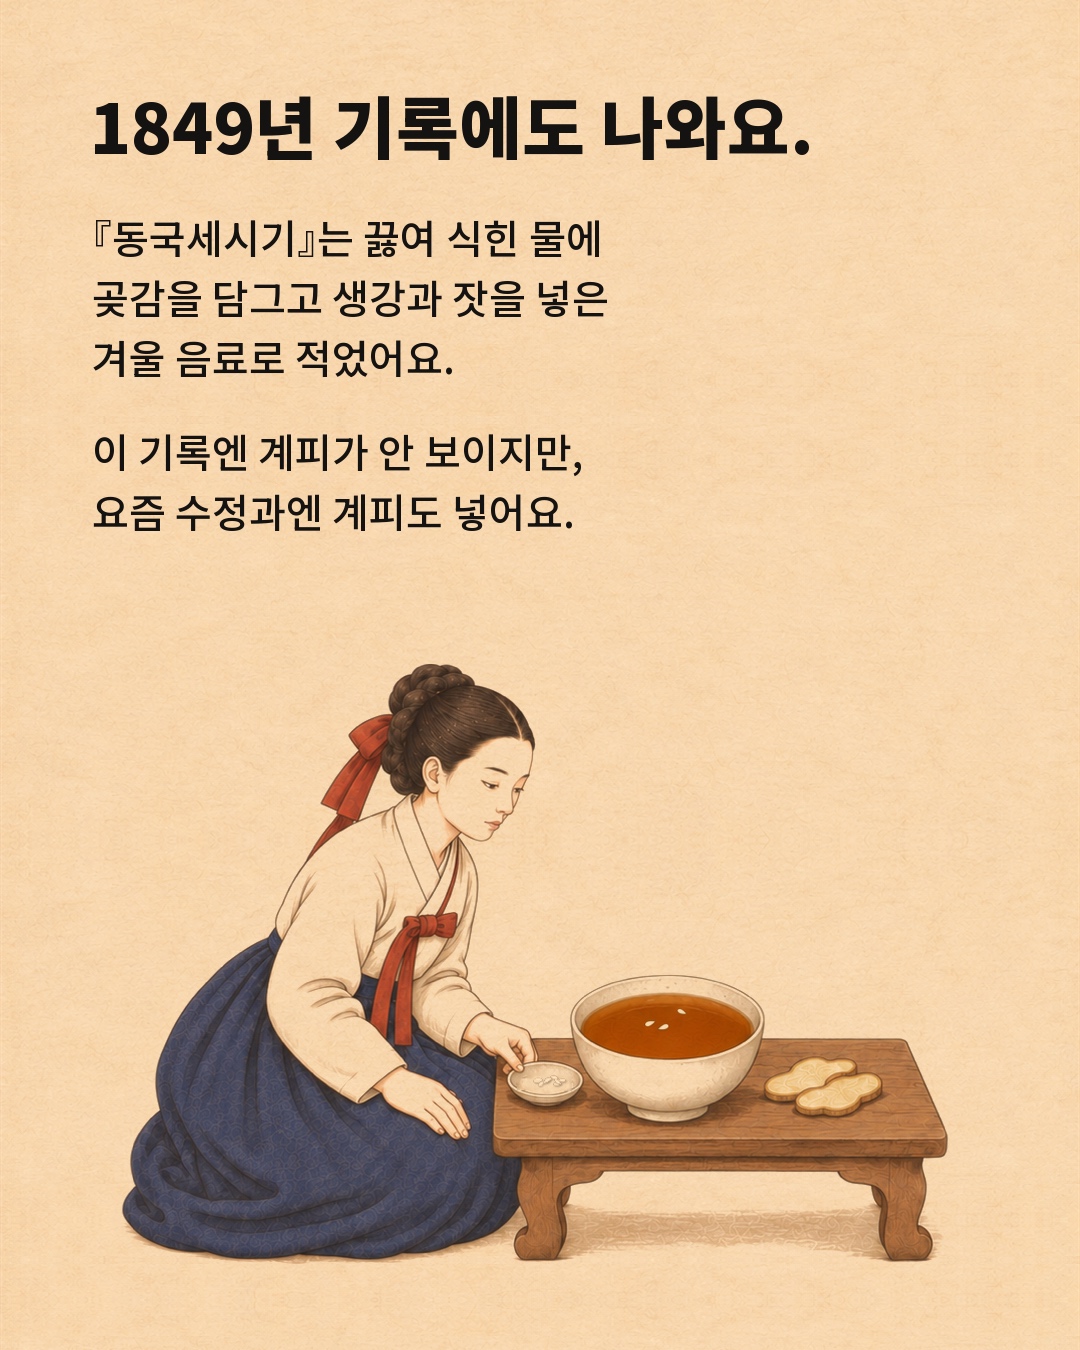 1849년 기록에도 나와요.
『동국세시기』는 끓여 식힌 물에
곶감을 담그고 생강과 잣을 넣은
겨울 음료로 적었어요.
이 기록엔 계피가 안 보이지만,
요즘 수정과엔 계피도 넣어요.